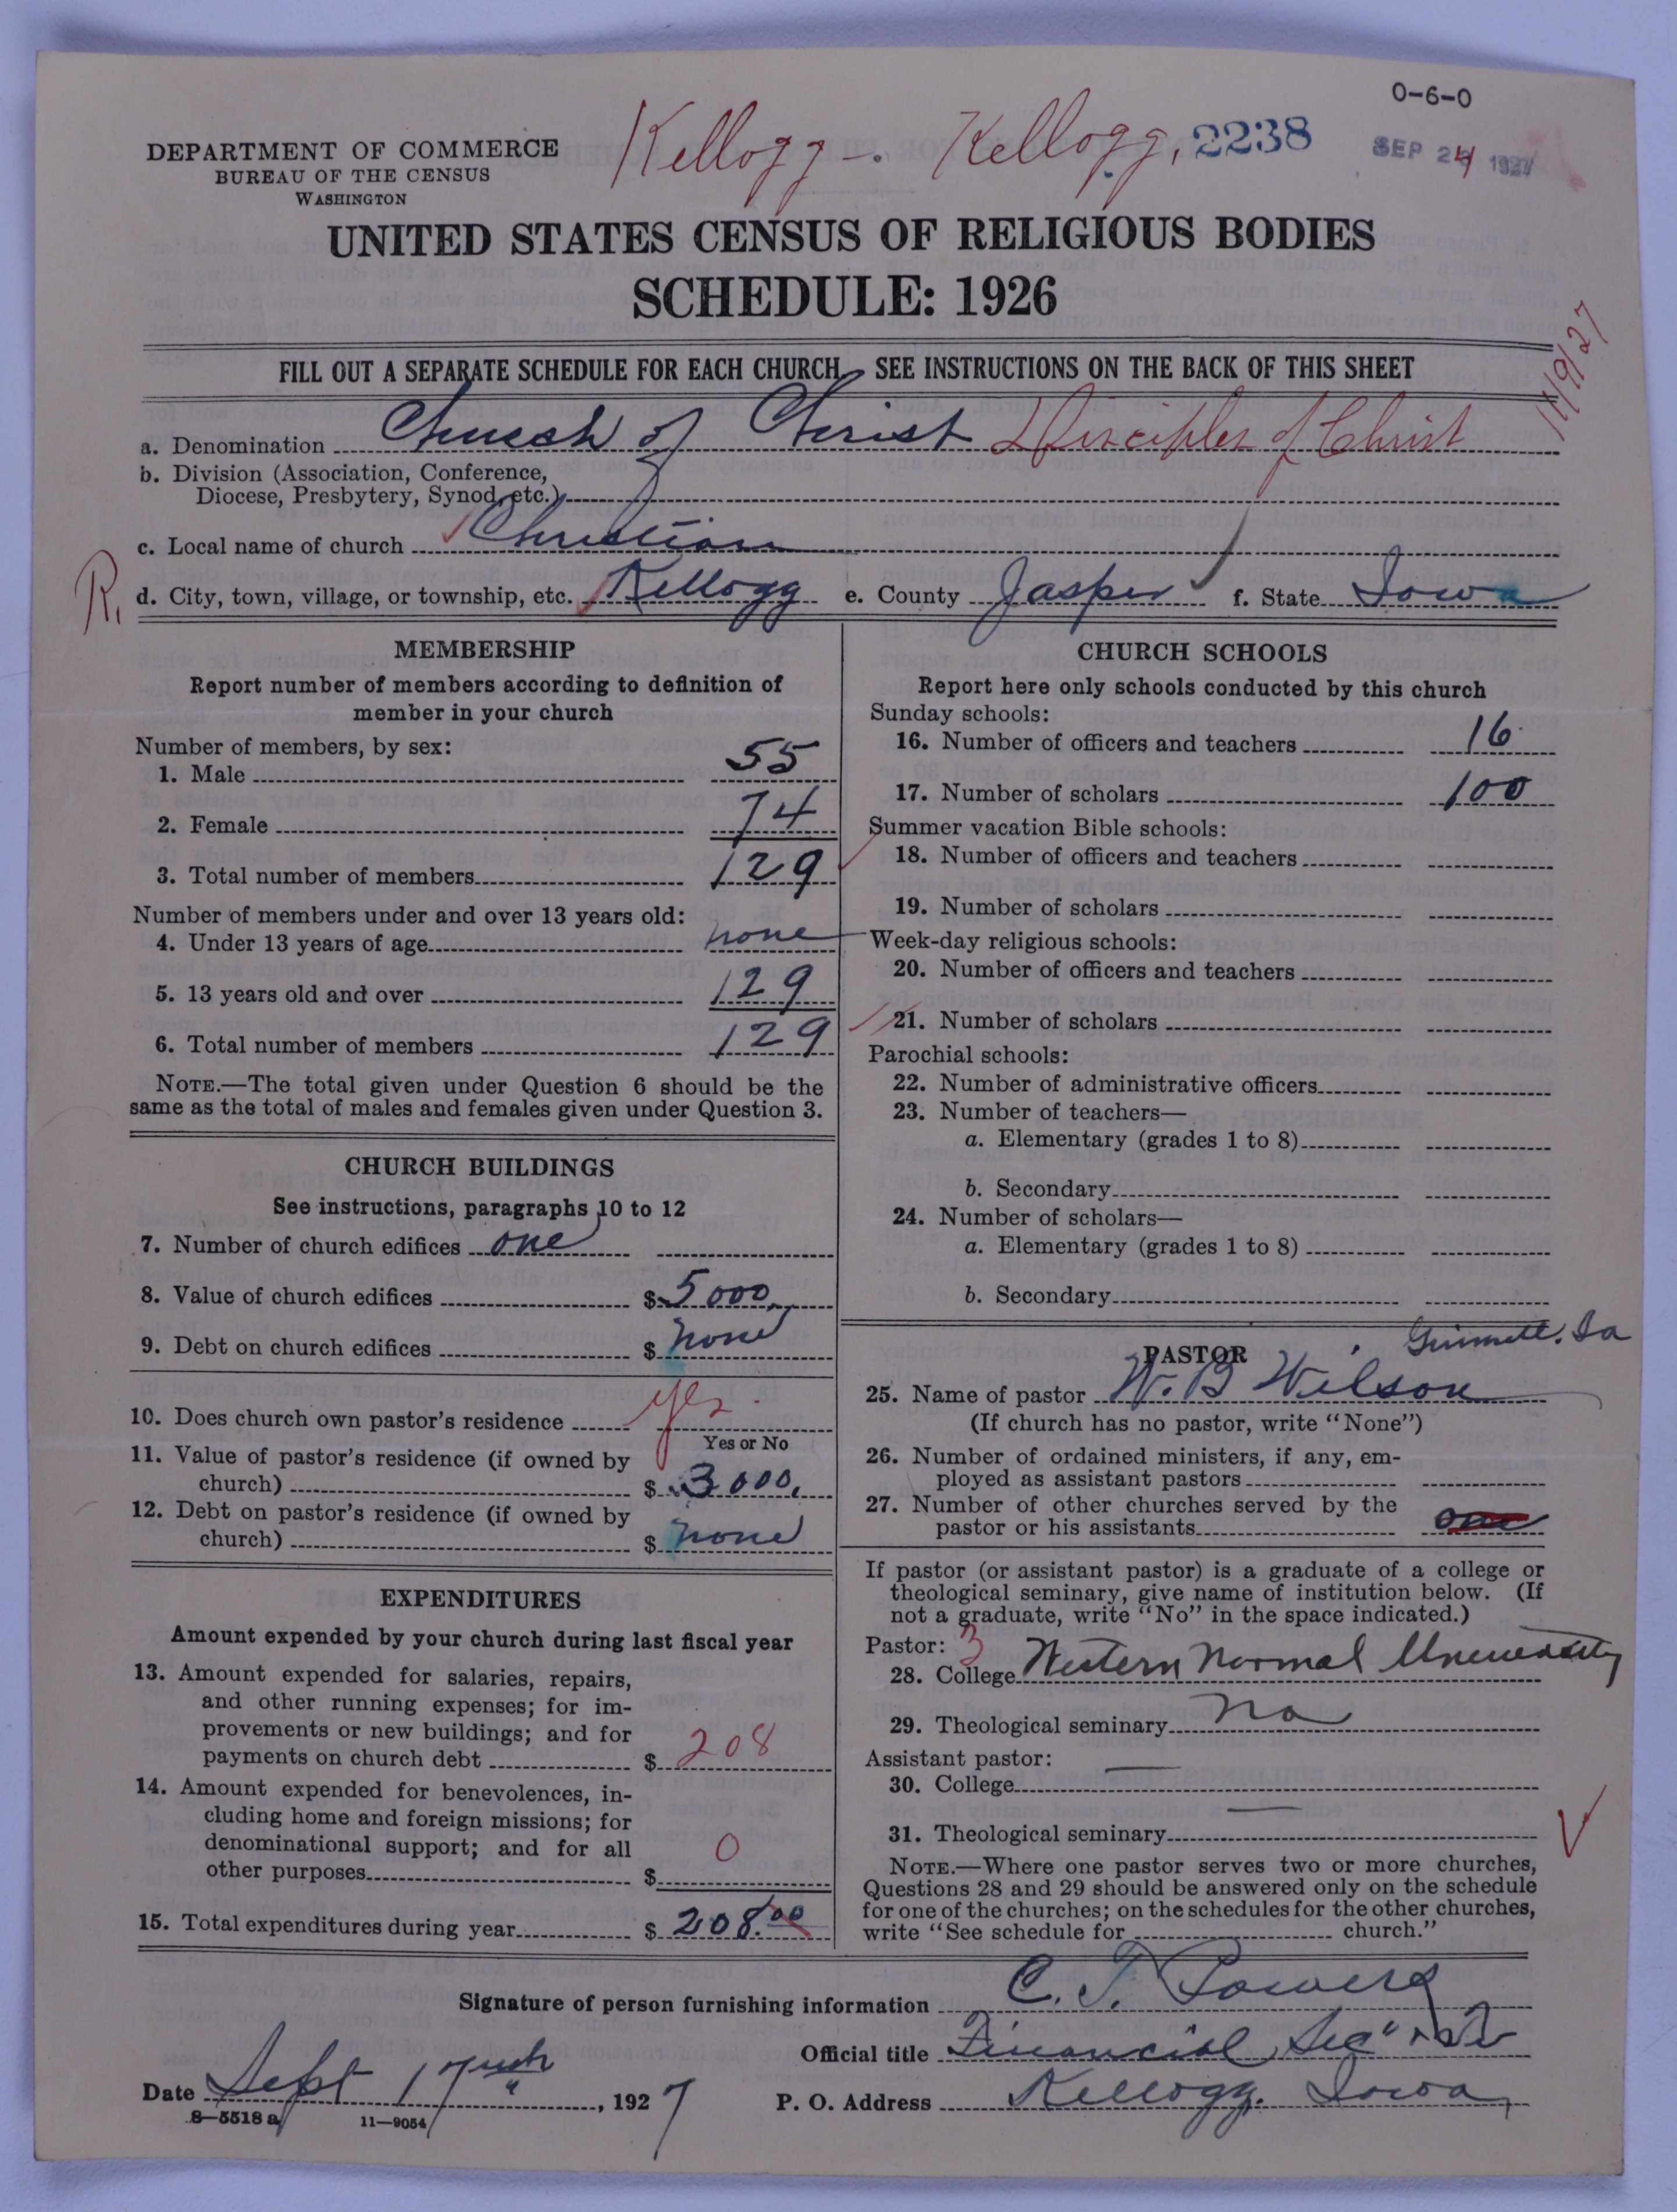 0-6-0
DEPARTMENT OF COMMERCE
BUREAU OF THE CENSUS
WASHINGTON
Kellogg -. Kellogg, 2238
SEP 24 1927
UNITED STATES CENSUS OF RELIGIOUS BODIES
SCHEDULE: 1926
FILL OUT A SEPARATE SCHEDULE FOR EACH CHURCH. SEE INSTRUCTIONS ON THE BACK OF THIS SHEET
11/9/27
a. Denomination Church of Christ Disciples of Christ
b. Division (Association, Conference,
Diocese, Presbytery, Synod, etc.)
c. Local name of church Christian
R. d. City, town, village, or township, etc. Kellogg e. County Jasper f. State Iowa
MEMBERSHIP
Report number of members according to definition of
member in your church
Number of members, by sex:
1. Male 55
2. Female 74
3. Total number of members 129
Number of members under and over 13 years old:
4. Under 13 years of age none
5. 13 years old and over 129
6. Total number of members 129
NOTE.—The total given under Question 6 should be the
same as the total of males and females given under Question 3.
CHURCH BUILDINGS
See instructions, paragraphs 10 to 12
7. Number of church edifices one
8. Value of church edifices $ 5000.
9. Debt on church edifices $ none
10. Does church own pastor's residence yes
Yes or No
11. Value of pastor's residence (if owned by
church) $ 3000.
12. Debt on pastor's residence (if owned by
church) $ none
EXPENDITURES
Amount expended by your church during last fiscal year
13. Amount expended for salaries, repairs,
and other running expenses; for im-
provements or new buildings; and for
payments on church debt $ 208
14. Amount expended for benevolences, in-
cluding home and foreign missions; for
denominational support; and for all
other purposes $ 0
15. Total expenditures during year $ 208.00
CHURCH SCHOOLS
Report here only schools conducted by this church
Sunday schools:
16. Number of officers and teachers 16
17. Number of scholars 100
Summer vacation Bible schools:
18. Number of officers and teachers
19. Number of scholars
Week-day religious schools:
20. Number of officers and teachers
21. Number of scholars
Parochial schools:
22. Number of administrative officers
23. Number of teachers—
a. Elementary (grades 1 to 8)
b. Secondary
24. Number of scholars—
a. Elementary (grades 1 to 8)
b. Secondary
Grinnell, Ia
PASTOR
25. Name of pastor W. B Wilson
(If church has no pastor, write "None")
26. Number of ordained ministers, if any, em-
ployed as assistant pastors
27. Number of other churches served by the
pastor or his assistants one
If pastor (or assistant pastor) is a graduate of a college or
theological seminary, give name of institution below. (If
not a graduate, write "No" in the space indicated.)
Pastor: 3
28. College Western Normal University
29. Theological seminary no
Assistant pastor:
30. College
31. Theological seminary
NOTE.—Where one pastor serves two or more churches,
Questions 28 and 29 should be answered only on the schedule
for one of the churches; on the schedules for the other churches,
write "See schedule for church."
Signature of person furnishing information C. T. Powers
Official title Financial Sec"
Date Sept 17, 1927 P. O. Address Kellogg. Iowa
8—5518 a 11—9054